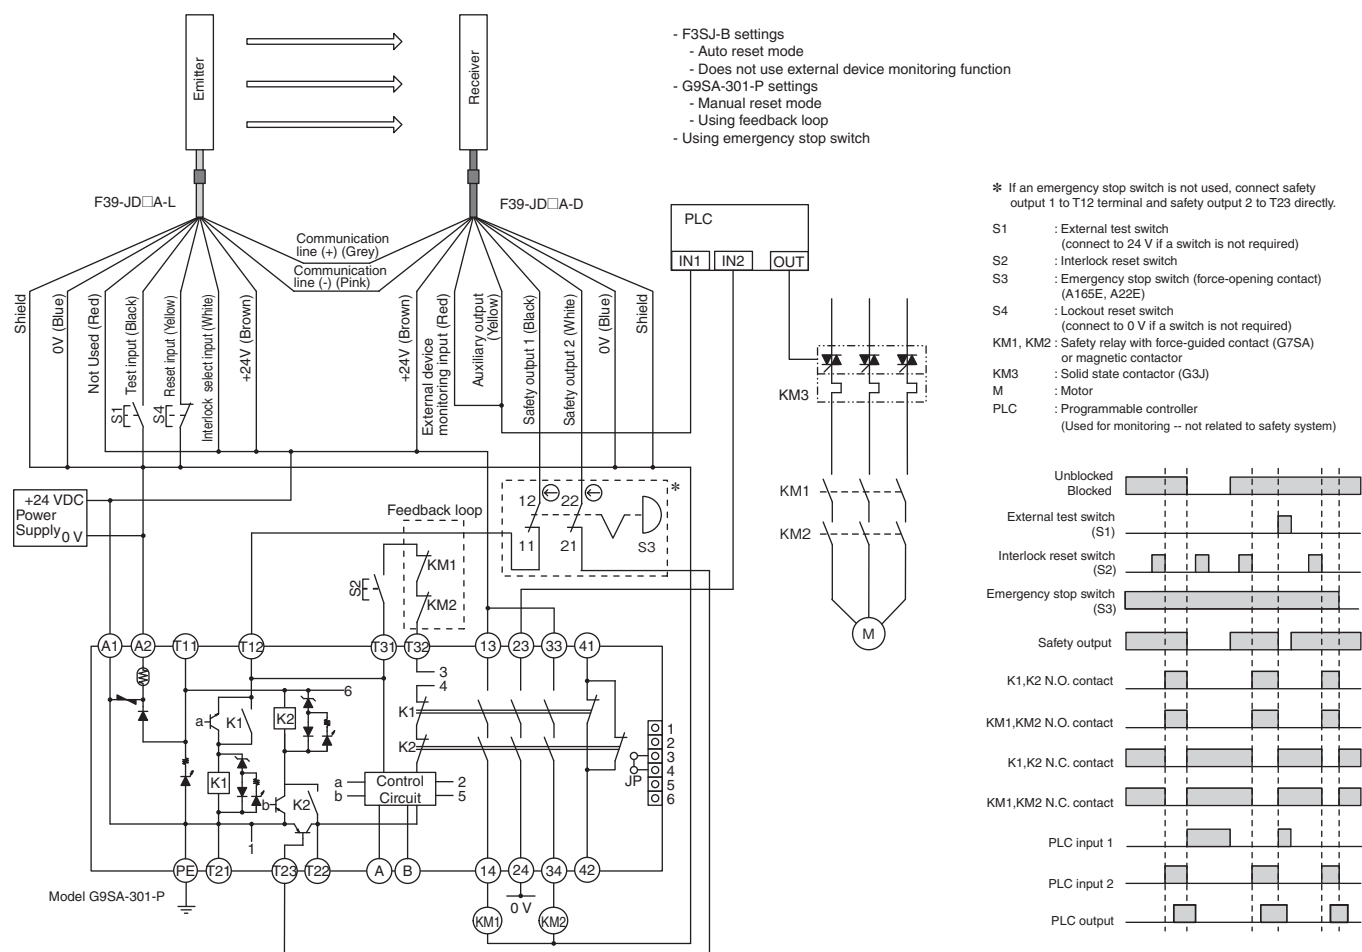 Emitter
Receiver
- F3SJ-B settings
- Auto reset mode
- Does not use external device monitoring function
- G9SA-301-P settings
- Manual reset mode
- Using feedback loop
- Using emergency stop switch
F39-JD□A-L
F39-JD□A-D
Communication
line (+) (Grey)
Communication
line (-) (Pink)
Shield
0V (Blue)
Not Used (Red)
Test input (Black)
Reset input (Yellow)
Interlock select input (White)
+24V (Brown)
+24V (Brown)
External device
monitoring input (Red)
Auxiliary output
(Yellow)
Safety output 1 (Black)
Safety output 2 (White)
0V (Blue)
Shield
S1
S4
PLC
IN1
IN2
OUT
KM3
KM1
KM2
M
* If an emergency stop switch is not used, connect safety
output 1 to T12 terminal and safety output 2 to T23 directly.
S1 : External test switch
(connect to 24 V if a switch is not required)
S2 : Interlock reset switch
S3 : Emergency stop switch (force-opening contact)
(A165E, A22E)
S4 : Lockout reset switch
(connect to 0 V if a switch is not required)
KM1, KM2 : Safety relay with force-guided contact (G7SA)
or magnetic contactor
KM3 : Solid state contactor (G3J)
M : Motor
PLC : Programmable controller
(Used for monitoring -- not related to safety system)
+24 VDC
Power
Supply 0 V
Feedback loop
*
12
22
11
21
S3
S2
KM1
KM2
A1
A2
T11
T12
T31
T32
13
23
33
41
3
4
6
a
K1
K2
K1
K2
K1
b
K2
1
a
b
Control
Circuit
2
5
JP
1
2
3
4
5
6
PE
T21
T23
T22
A
B
14
24
34
42
Model G9SA-301-P
KM1
0 V
KM2
Unblocked
Blocked
External test switch
(S1)
Interlock reset switch
(S2)
Emergency stop switch
(S3)
Safety output
K1,K2 N.O. contact
KM1,KM2 N.O. contact
K1,K2 N.C. contact
KM1,KM2 N.C. contact
PLC input 1
PLC input 2
PLC output